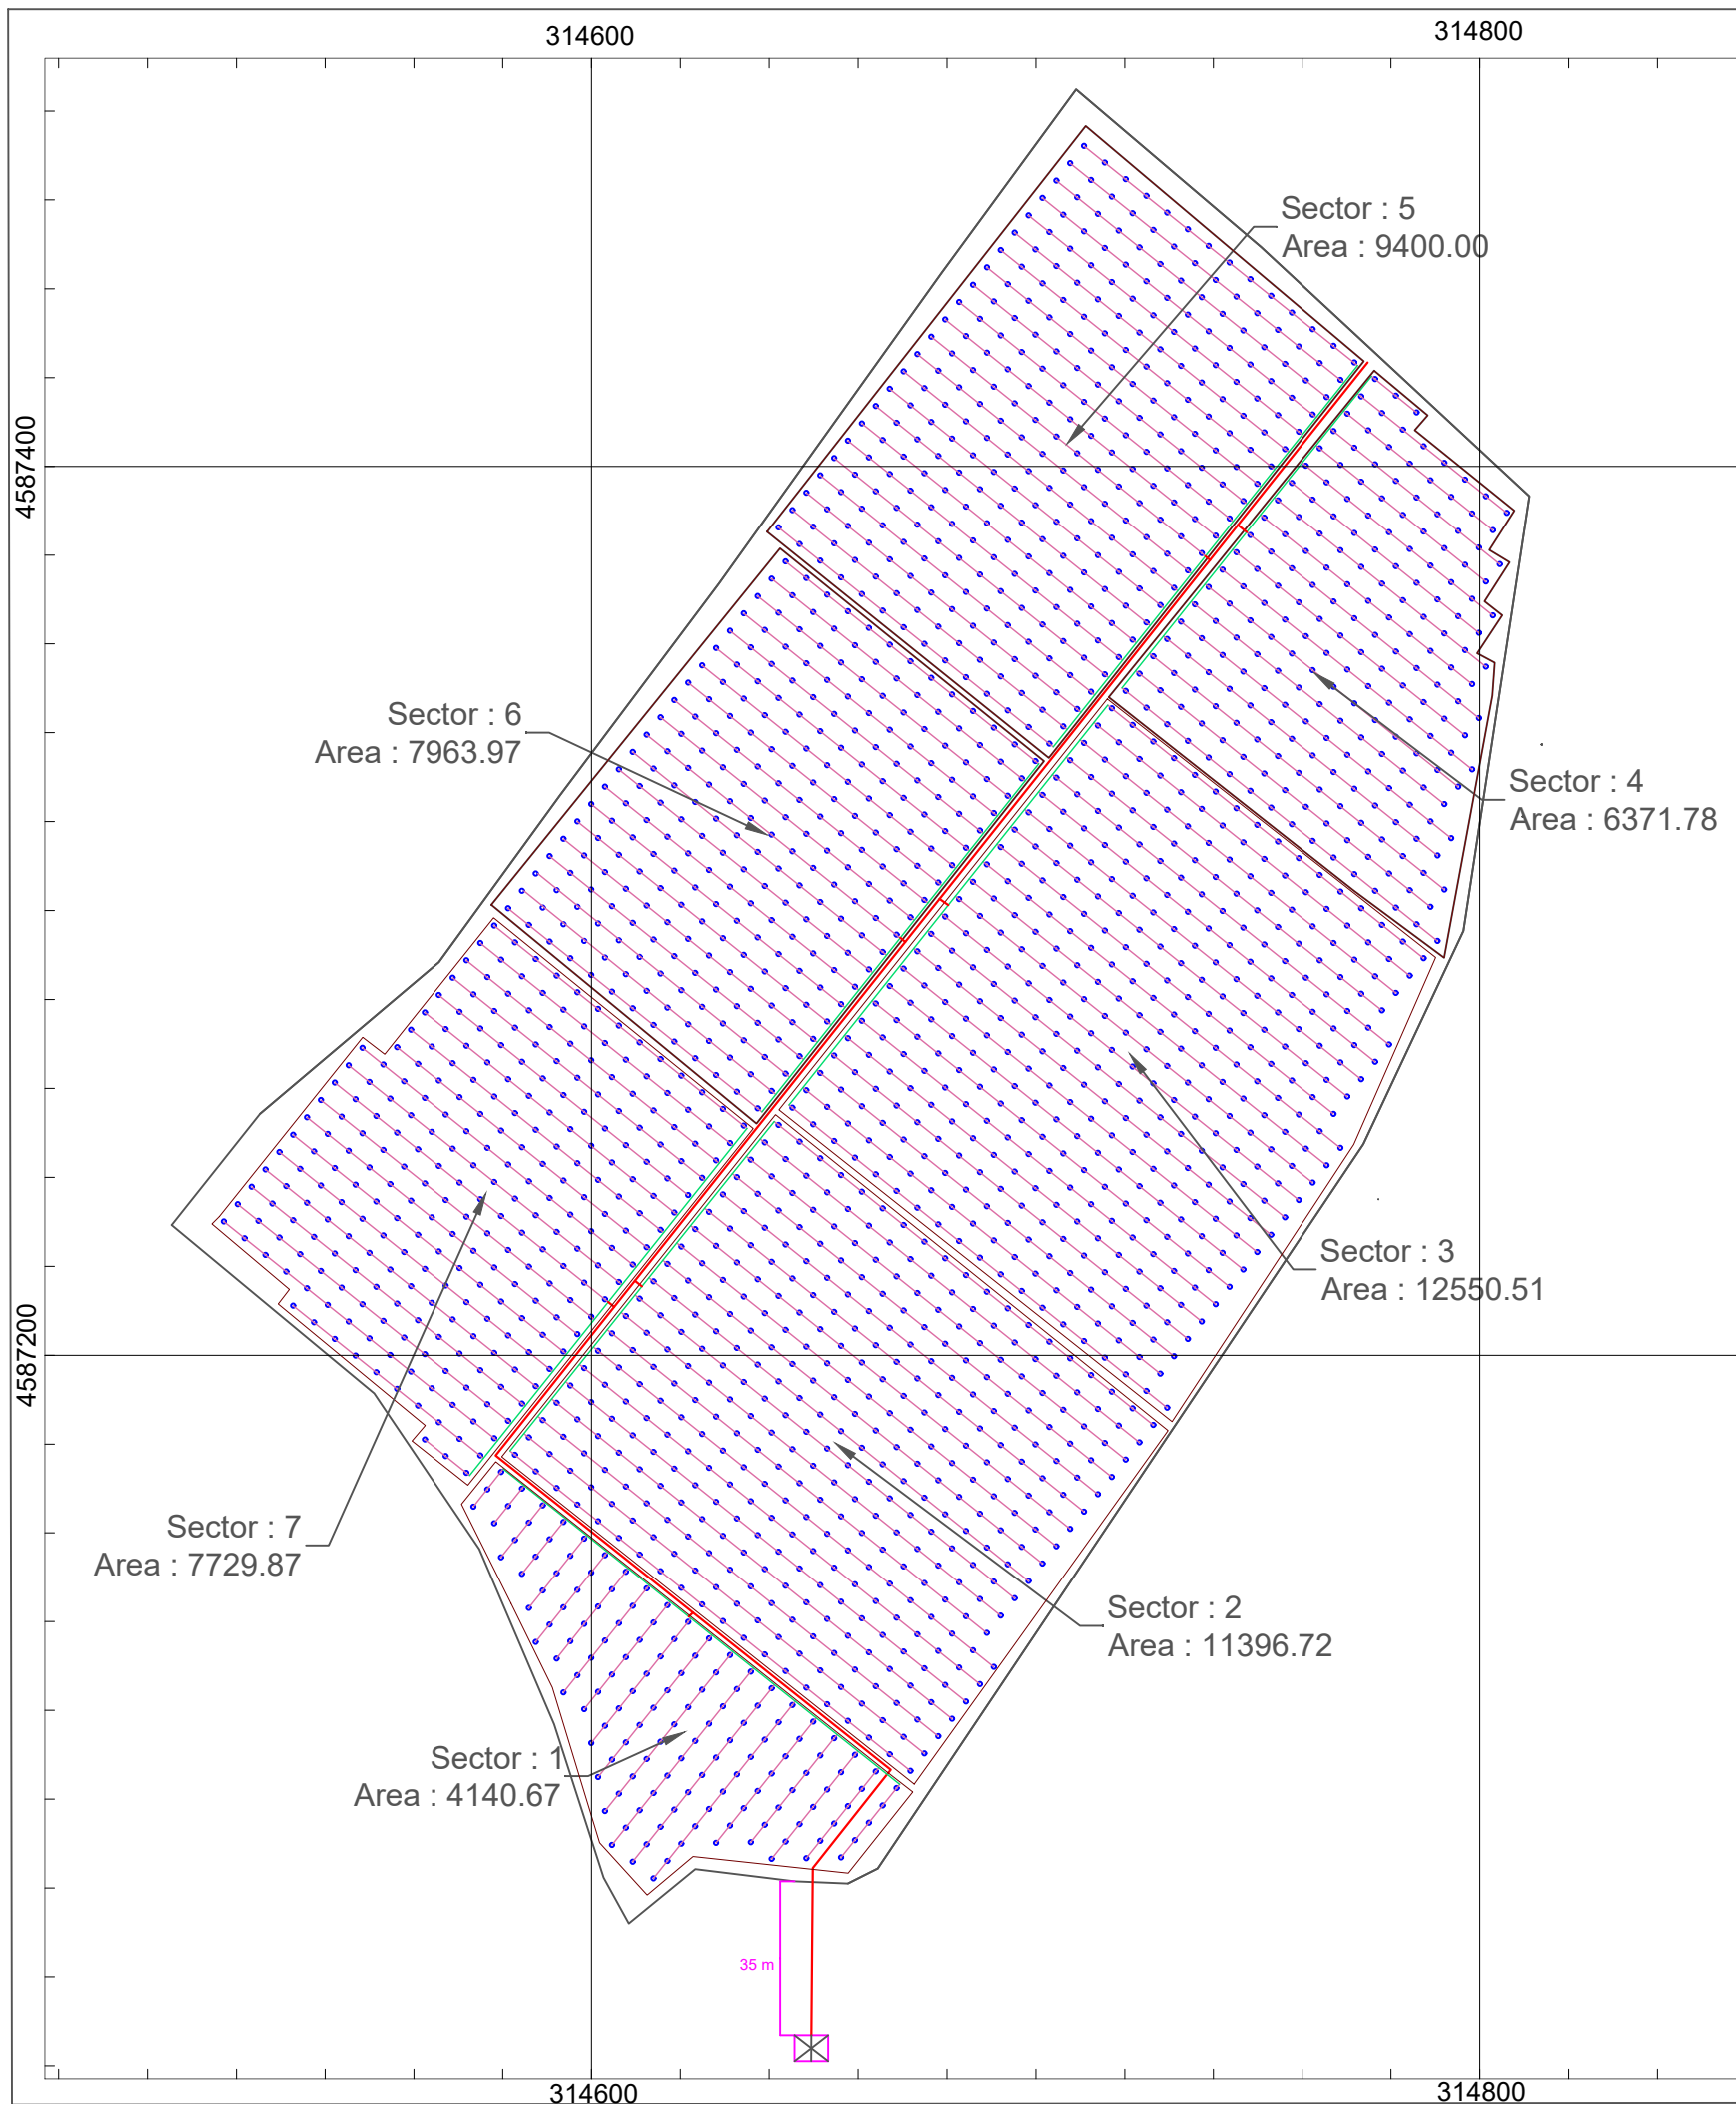 314600
314800
Sector : 5
Area : 9400.00
4587400
Sector : 6
Area : 7963.97
Sector : 4
Area : 6371.78
Sector : 3
Area : 12550.51
4587200
Sector : 7
Area : 7729.87
Sector : 2
Area : 11396.72
Sector : 1
Area : 4140.67
35 m
314600
314800